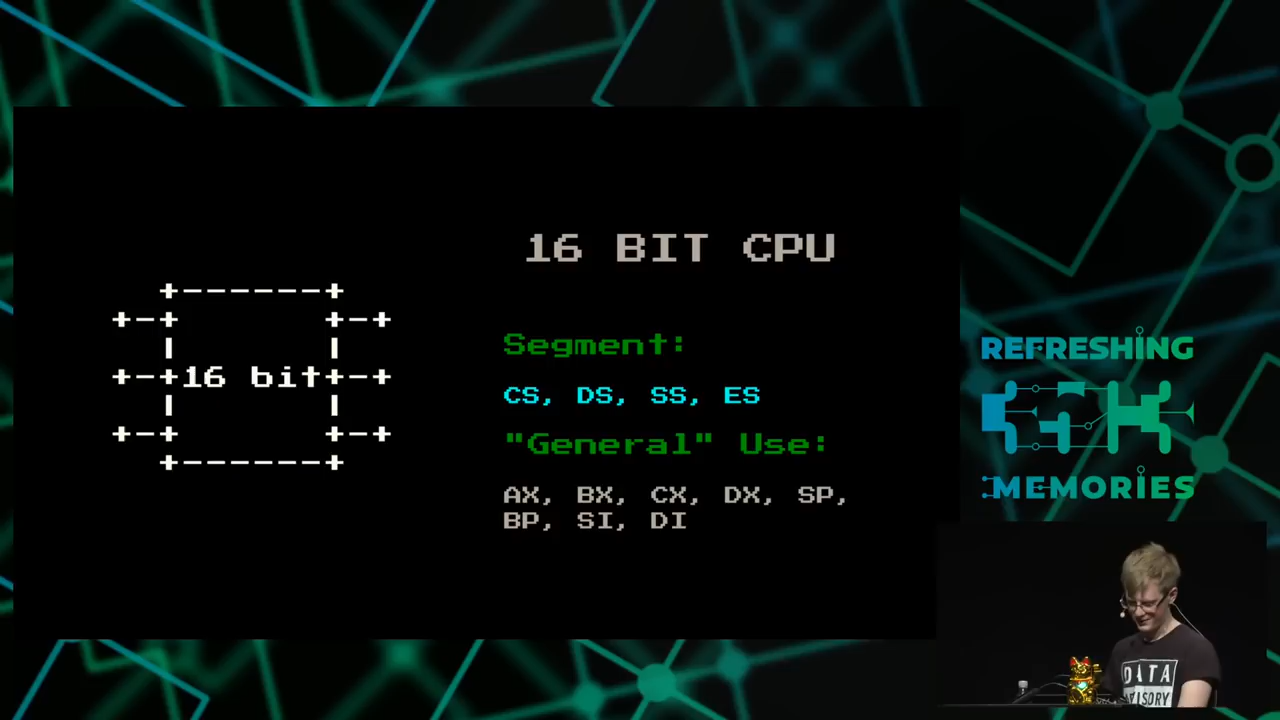 16 BIT CPU
+------+
+-+ +-+
| |
+-+16 bit+-+
| |
+-+ +-+
+------+
Segment:
CS, DS, SS, ES
"General" Use:
AX, BX, CX, DX, SP,
BP, SI, DI
REFRESHING
MEMORIES
DATA